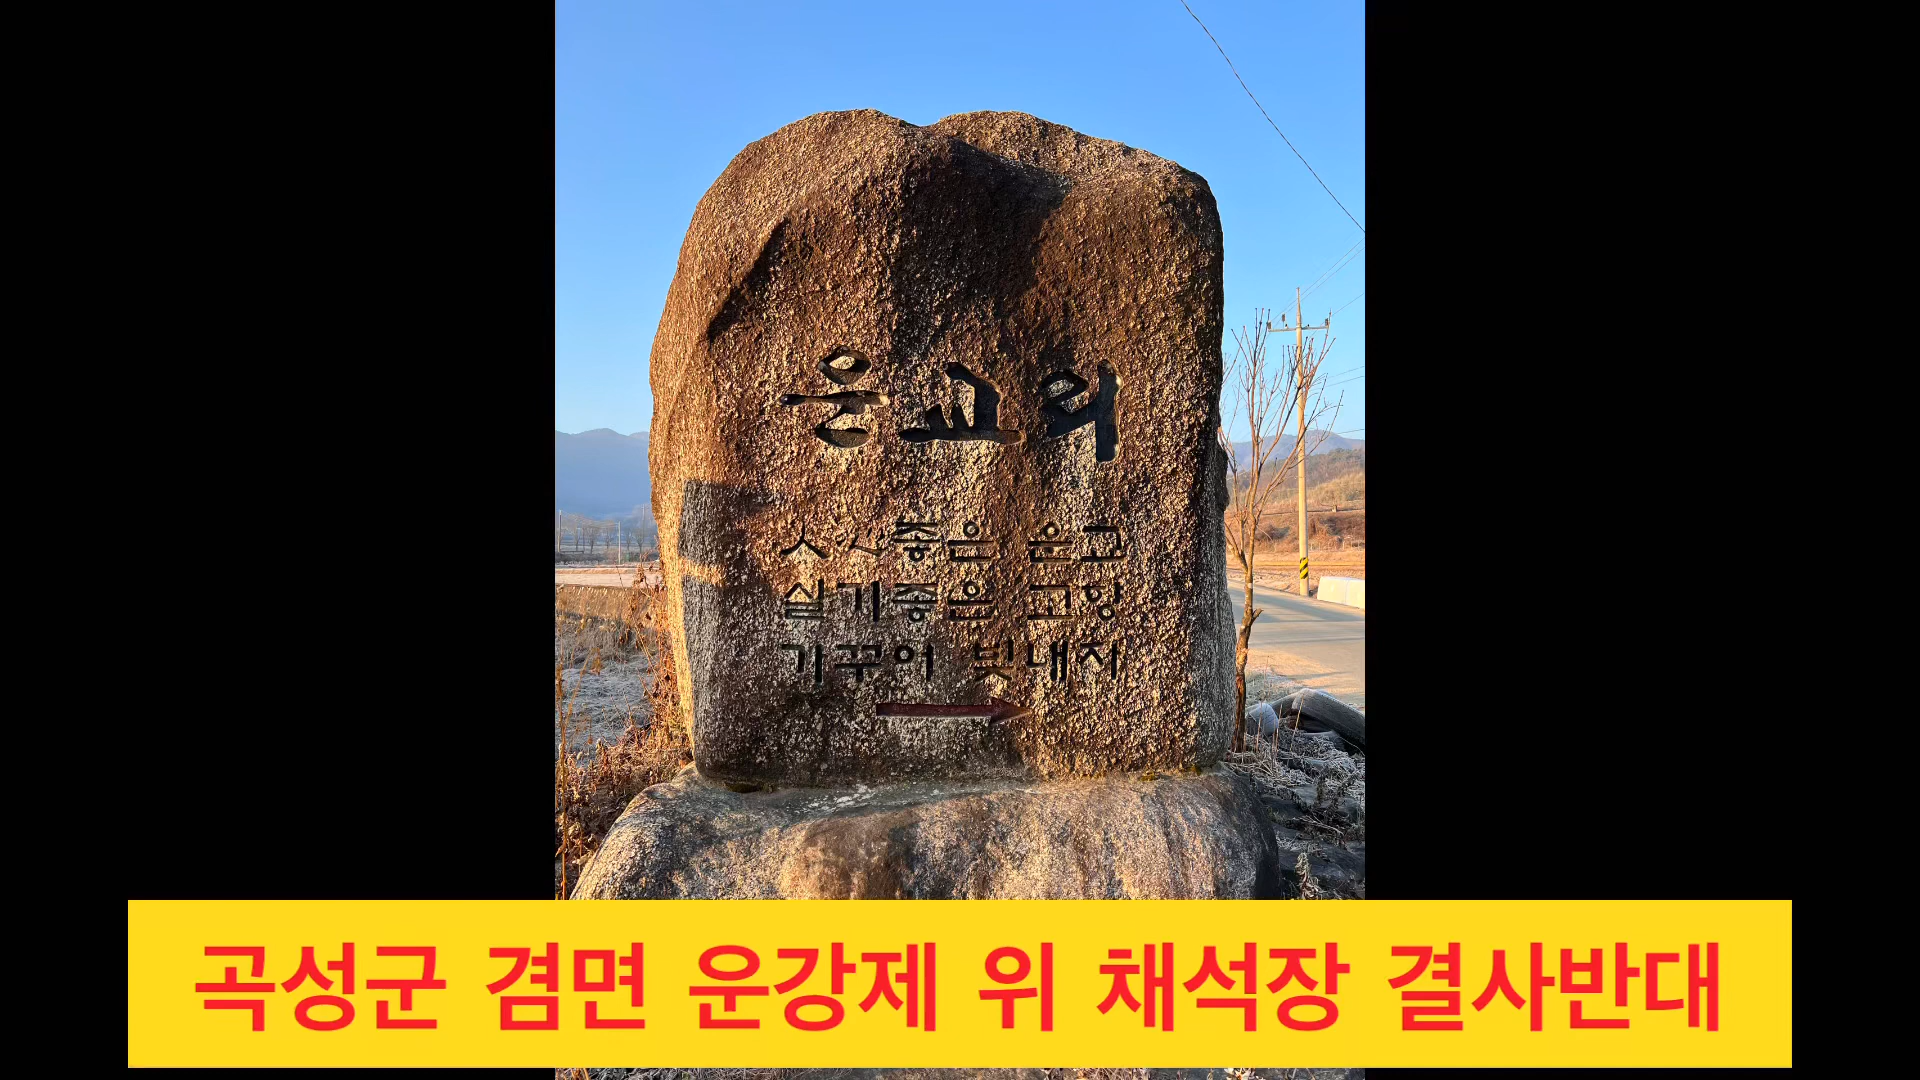 운교리
좋은 운교
살기좋은 고향
가꾸어 빛내자
곡성군 겸면 운강제 위 채석장 결사반대